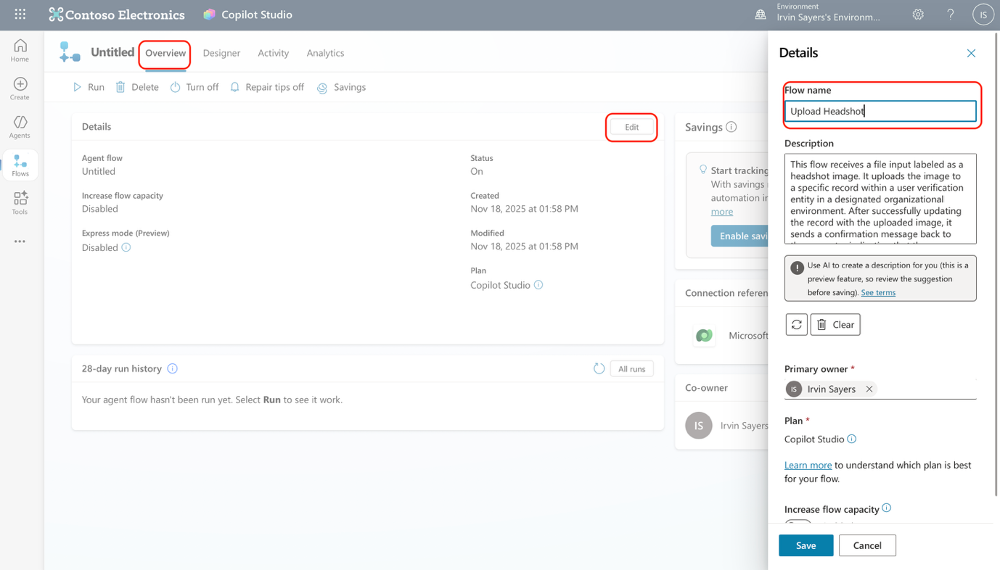 Contoso Electronics
Copilot Studio
Environment
Irvin Sayers's Environm...
?
IS
Home
Create
Agents
Flows
Tools
Untitled
Overview
Designer
Activity
Analytics
Run
Delete
Turn off
Repair tips off
Savings
Details
Edit
Agent flow
Untitled
Increase flow capacity
Disabled
Express mode (Preview)
Disabled
Status
On
Created
Nov 18, 2025 at 01:58 PM
Modified
Nov 18, 2025 at 01:58 PM
Plan
Copilot Studio
28-day run history
All runs
Your agent flow hasn't been run yet. Select Run to see it work.
Savings
Start tracking
With savings
automation in
more
Enable savi
Connection referen
Microsoft
Co-owner
IS
Irvin Sayers
Details
Flow name
Upload Headshot
Description
This flow receives a file input labeled as a
headshot image. It uploads the image to
a specific record within a user verification
entity in a designated organizational
environment. After successfully updating
the record with the uploaded image, it
sends a confirmation message back to
Use AI to create a description for you (this is a
preview feature, so review the suggestion
before saving). See terms
Clear
Primary owner *
IS
Irvin Sayers
Plan *
Copilot Studio
Learn more to understand which plan is best
for your flow.
Increase flow capacity
Save
Cancel